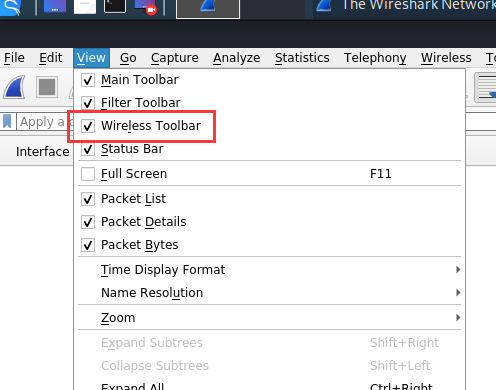 The Wireshark Network
File Edit View Go Capture Analyze Statistics Telephony Wireless
Main Toolbar
Filter Toolbar
Apply a
Wireless Toolbar
Interface
Status Bar
Full Screen F11
Packet List
Packet Details
Packet Bytes
Time Display Format
Name Resolution
Zoom
Expand Subtrees Shift+Right
Collapse Subtrees Shift+Left
Expand All Ctrl+Right